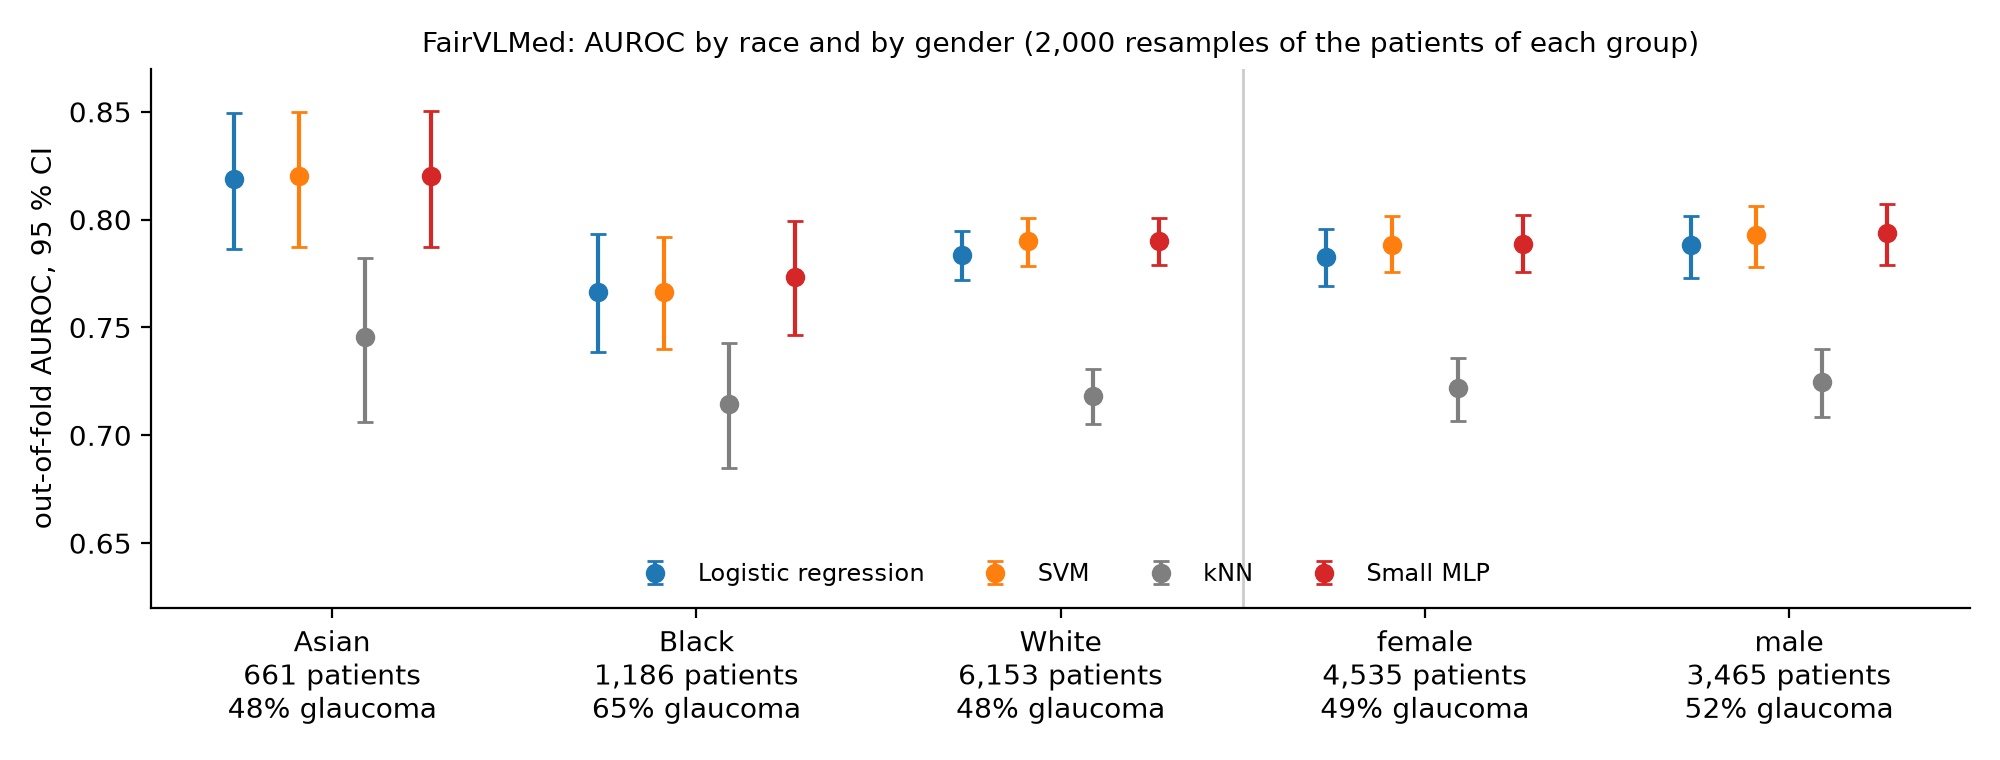 FairVLMed: AUROC by race and by gender (2,000 resamples of the patients of each group)
out-of-fold AUROC, 95 % CI
0.85
0.80
0.75
0.70
0.65
Logistic regression
SVM
kNN
Small MLP
Asian
661 patients
48% glaucoma
Black
1,186 patients
65% glaucoma
White
6,153 patients
48% glaucoma
female
4,535 patients
49% glaucoma
male
3,465 patients
52% glaucoma